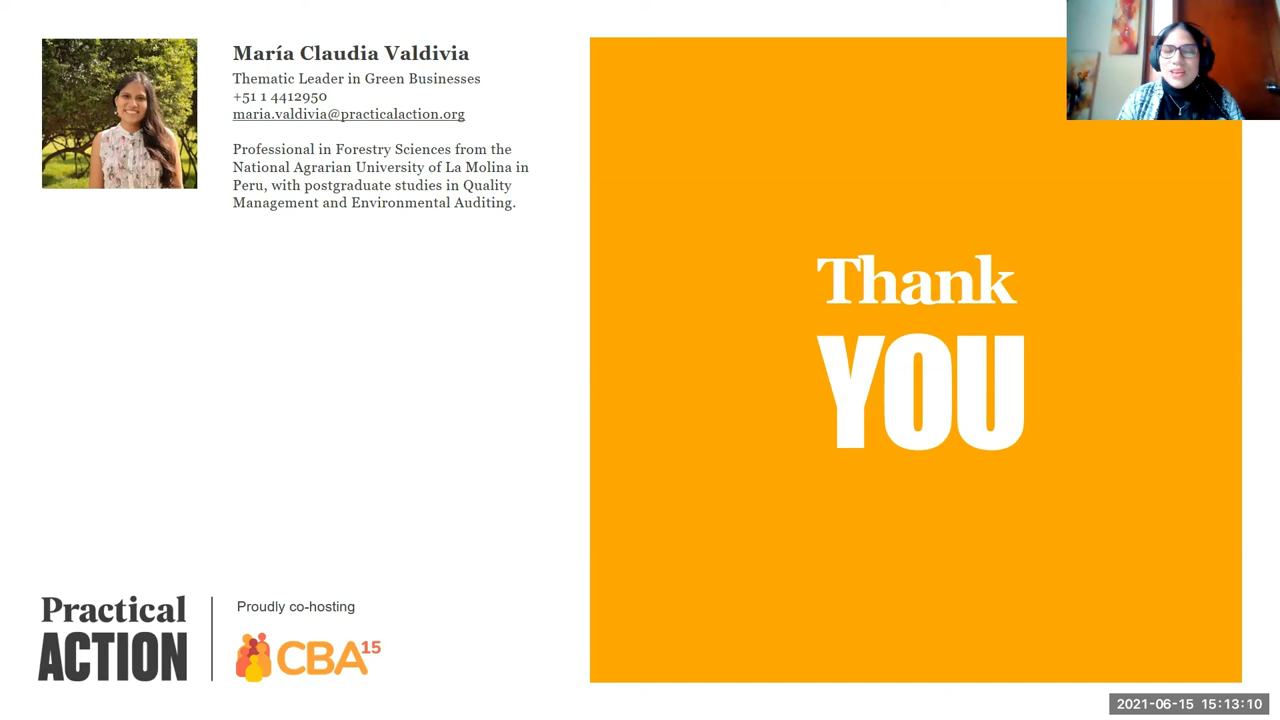 María Claudia Valdivia
Thematic Leader in Green Businesses
+51 1 4412950
maria.valdivia@practicalaction.org
Professional in Forestry Sciences from the
National Agrarian University of La Molina in
Peru, with postgraduate studies in Quality
Management and Environmental Auditing.
Thank
YOU
Practical
ACTION
Proudly co-hosting
CBA15
2021-06-15 15:13:10